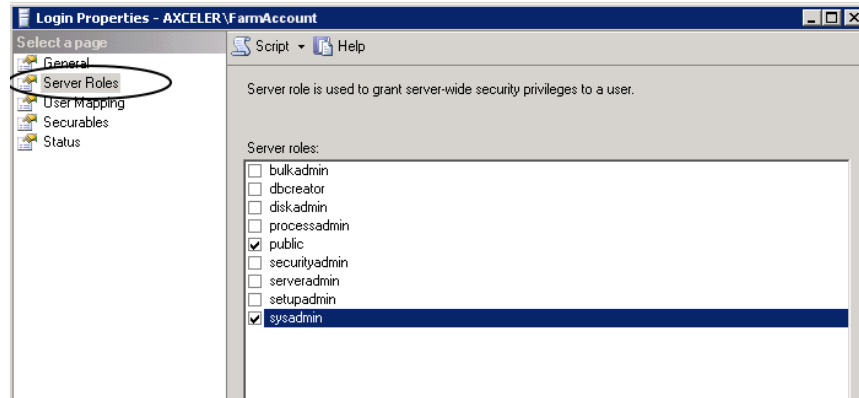 Login Properties - AXCELER\FarmAccount
Select a page
General
Server Roles
User Mapping
Securables
Status
Script Help
Server role is used to grant server-wide security privileges to a user.
Server roles:
bulkadmin
dbcreator
diskadmin
processadmin
public
securityadmin
serveradmin
setupadmin
sysadmin